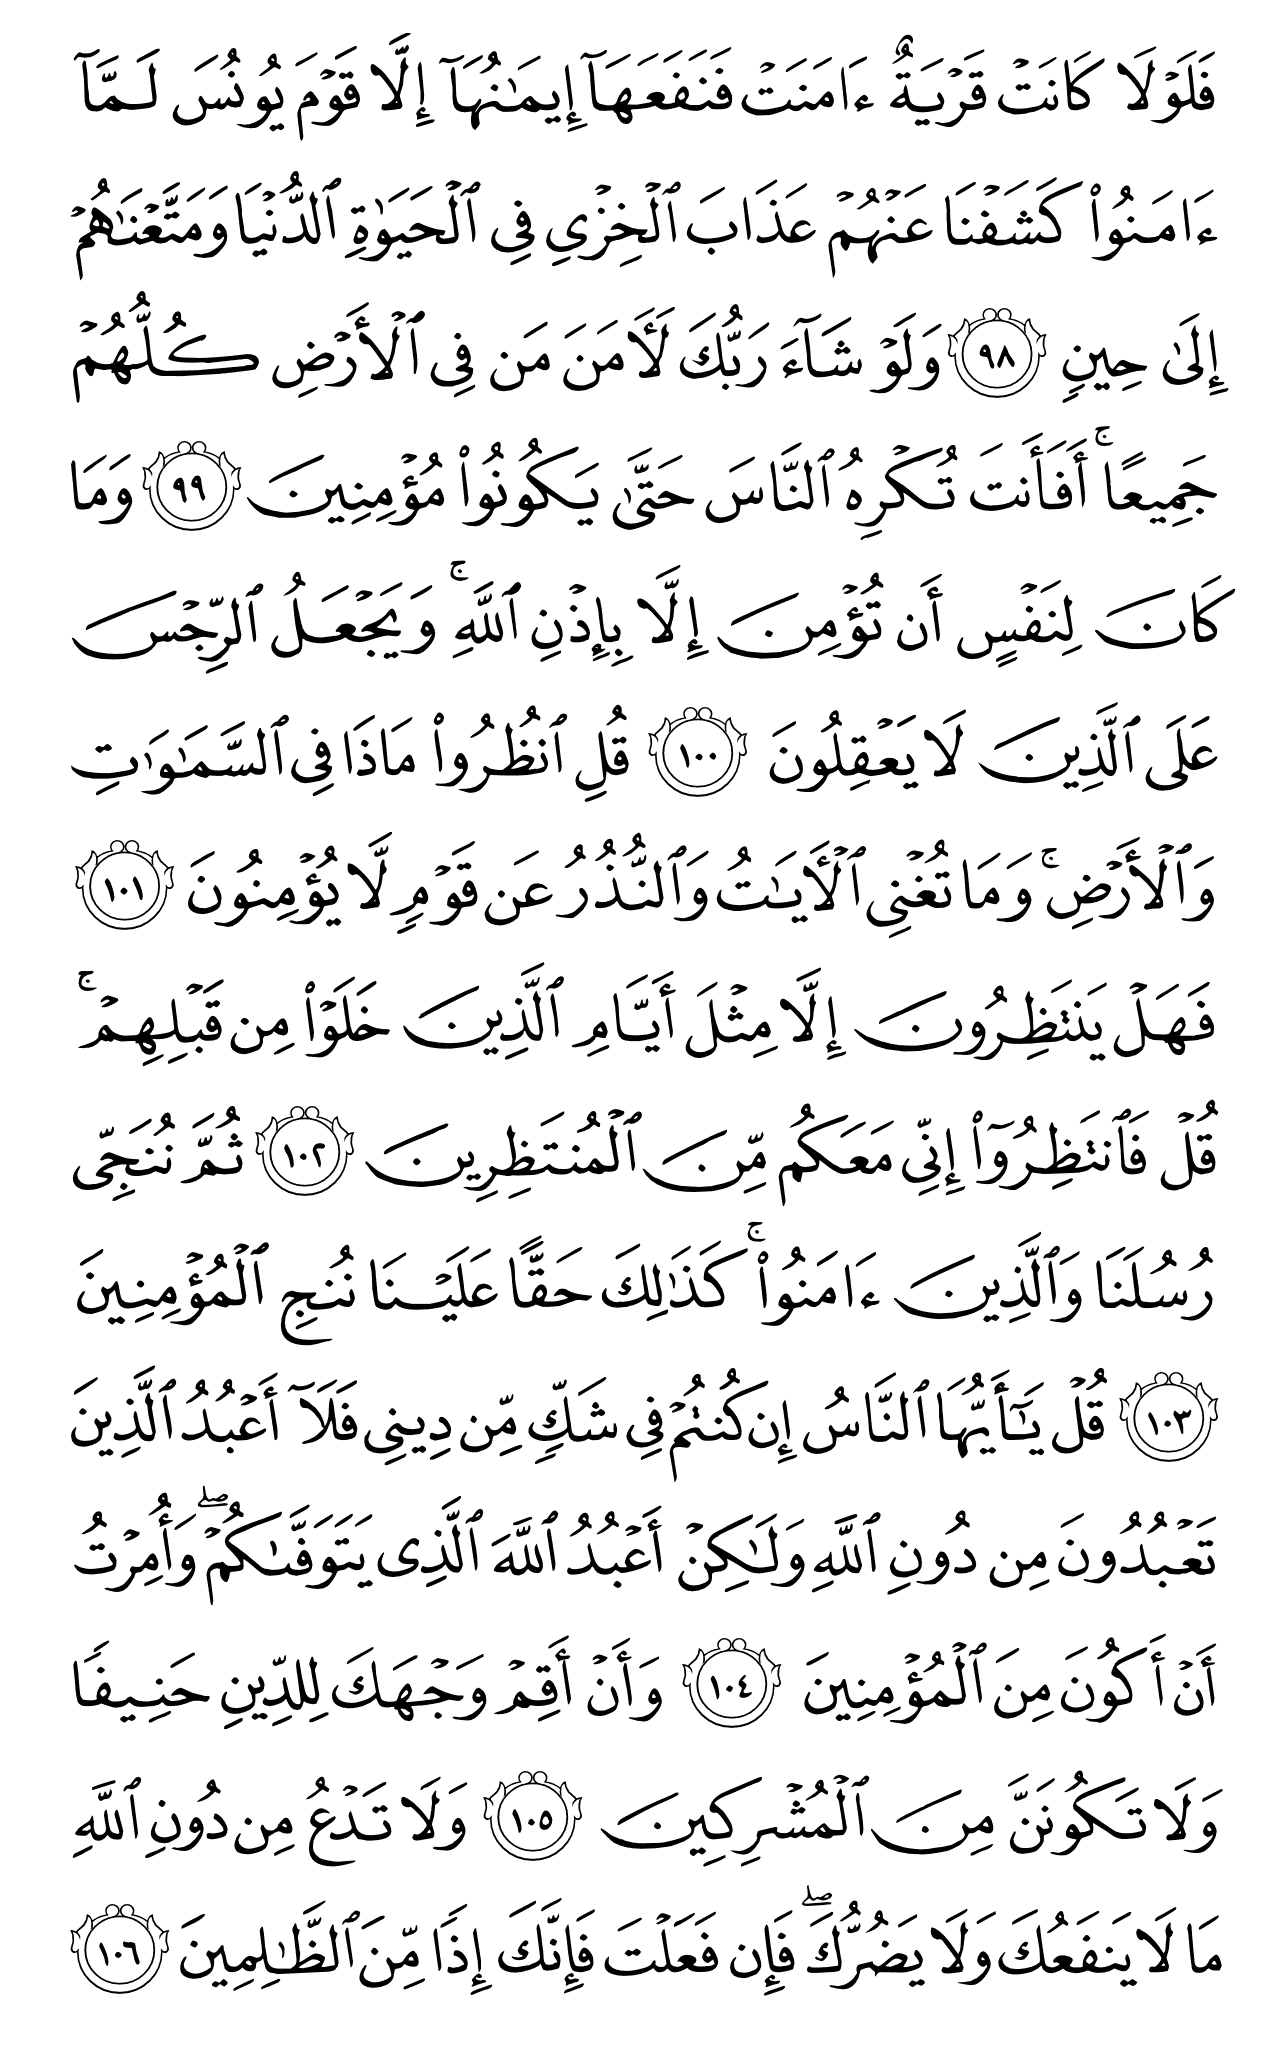 فَلَوْلَا كَانَتْ قَرْيَةٌ ءَامَنَتْ فَنَفَعَهَآ إِيمَٰنُهَآ إِلَّا قَوْمَ يُونُسَ لَمَّآ
ءَامَنُوا۟ كَشَفْنَا عَنْهُمْ عَذَابَ ٱلْخِزْىِ فِى ٱلْحَيَوٰةِ ٱلدُّنْيَا وَمَتَّعْنَٰهُمْ
إِلَىٰ حِينٍ ٩٨ وَلَوْ شَآءَ رَبُّكَ لَـَٔامَنَ مَن فِى ٱلْأَرْضِ كُلُّهُمْ
جَمِيعًا ۚ أَفَأَنتَ تُكْرِهُ ٱلنَّاسَ حَتَّىٰ يَكُونُوا۟ مُؤْمِنِينَ ٩٩ وَمَا
كَانَ لِنَفْسٍ أَن تُؤْمِنَ إِلَّا بِإِذْنِ ٱللَّهِ ۚ وَيَجْعَلُ ٱلرِّجْسَ
عَلَى ٱلَّذِينَ لَا يَعْقِلُونَ ١٠٠ قُلِ ٱنظُرُوا۟ مَاذَا فِى ٱلسَّمَٰوَٰتِ
وَٱلْأَرْضِ ۚ وَمَا تُغْنِى ٱلْـَٔايَٰتُ وَٱلنُّذُرُ عَن قَوْمٍ لَّا يُؤْمِنُونَ ١٠١
فَهَلْ يَنتَظِرُونَ إِلَّا مِثْلَ أَيَّامِ ٱلَّذِينَ خَلَوْا۟ مِن قَبْلِهِمْ ۚ
قُلْ فَٱنتَظِرُوٓا۟ إِنِّى مَعَكُم مِّنَ ٱلْمُنتَظِرِينَ ١٠٢ ثُمَّ نُنَجِّى
رُسُلَنَا وَٱلَّذِينَ ءَامَنُوا۟ ۚ كَذَٰلِكَ حَقًّا عَلَيْنَا نُنجِ ٱلْمُؤْمِنِينَ
١٠٣ قُلْ يَٰٓأَيُّهَا ٱلنَّاسُ إِن كُنتُمْ فِى شَكٍّ مِّن دِينِى فَلَآ أَعْبُدُ ٱلَّذِينَ
تَعْبُدُونَ مِن دُونِ ٱللَّهِ وَلَٰكِنْ أَعْبُدُ ٱللَّهَ ٱلَّذِى يَتَوَفَّىٰكُمْ ۖ وَأُمِرْتُ
أَنْ أَكُونَ مِنَ ٱلْمُؤْمِنِينَ ١٠٤ وَأَنْ أَقِمْ وَجْهَكَ لِلدِّينِ حَنِيفًا
وَلَا تَكُونَنَّ مِنَ ٱلْمُشْرِكِينَ ١٠٥ وَلَا تَدْعُ مِن دُونِ ٱللَّهِ
مَا لَا يَنفَعُكَ وَلَا يَضُرُّكَ ۖ فَإِن فَعَلْتَ فَإِنَّكَ إِذًا مِّنَ ٱلظَّٰلِمِينَ ١٠٦